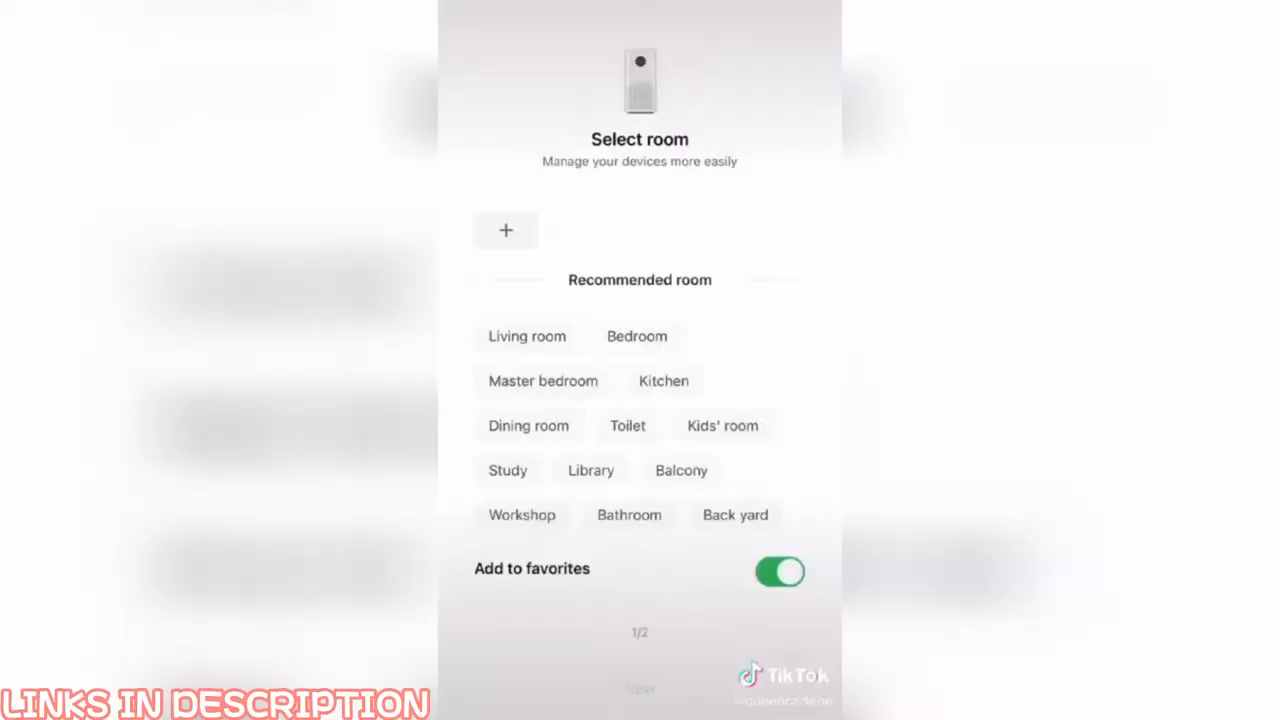 Select room
Manage your devices more easily
+
Recommended room
Living room Bedroom
Master bedroom Kitchen
Dining room Toilet Kids' room
Study Library Balcony
Workshop Bathroom Back yard
Add to favorites
1/2
TikTok
LINKS IN DESCRIPTION